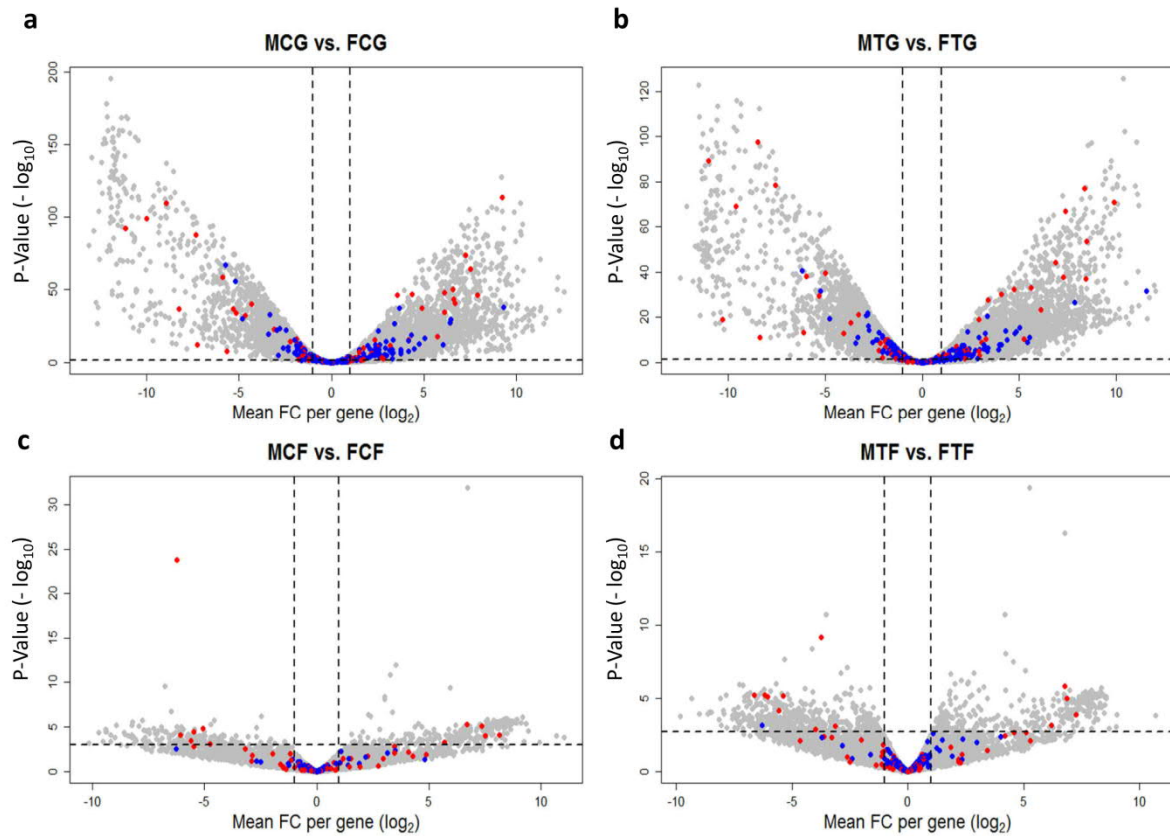 a
MCG vs. FCG
P-Value (- log10)
200
150
100
50
0
-10 -5 0 5 10
Mean FC per gene (log2)
b
MTG vs. FTG
P-Value (- log10)
120
100
80
60
40
20
0
-10 -5 0 5 10
Mean FC per gene (log2)
c
MCF vs. FCF
P-Value (- log10)
30
25
20
15
10
5
0
-10 -5 0 5 10
Mean FC per gene (log2)
d
MTF vs. FTF
P-Value (- log10)
20
15
10
5
0
-10 -5 0 5 10
Mean FC per gene (log2)